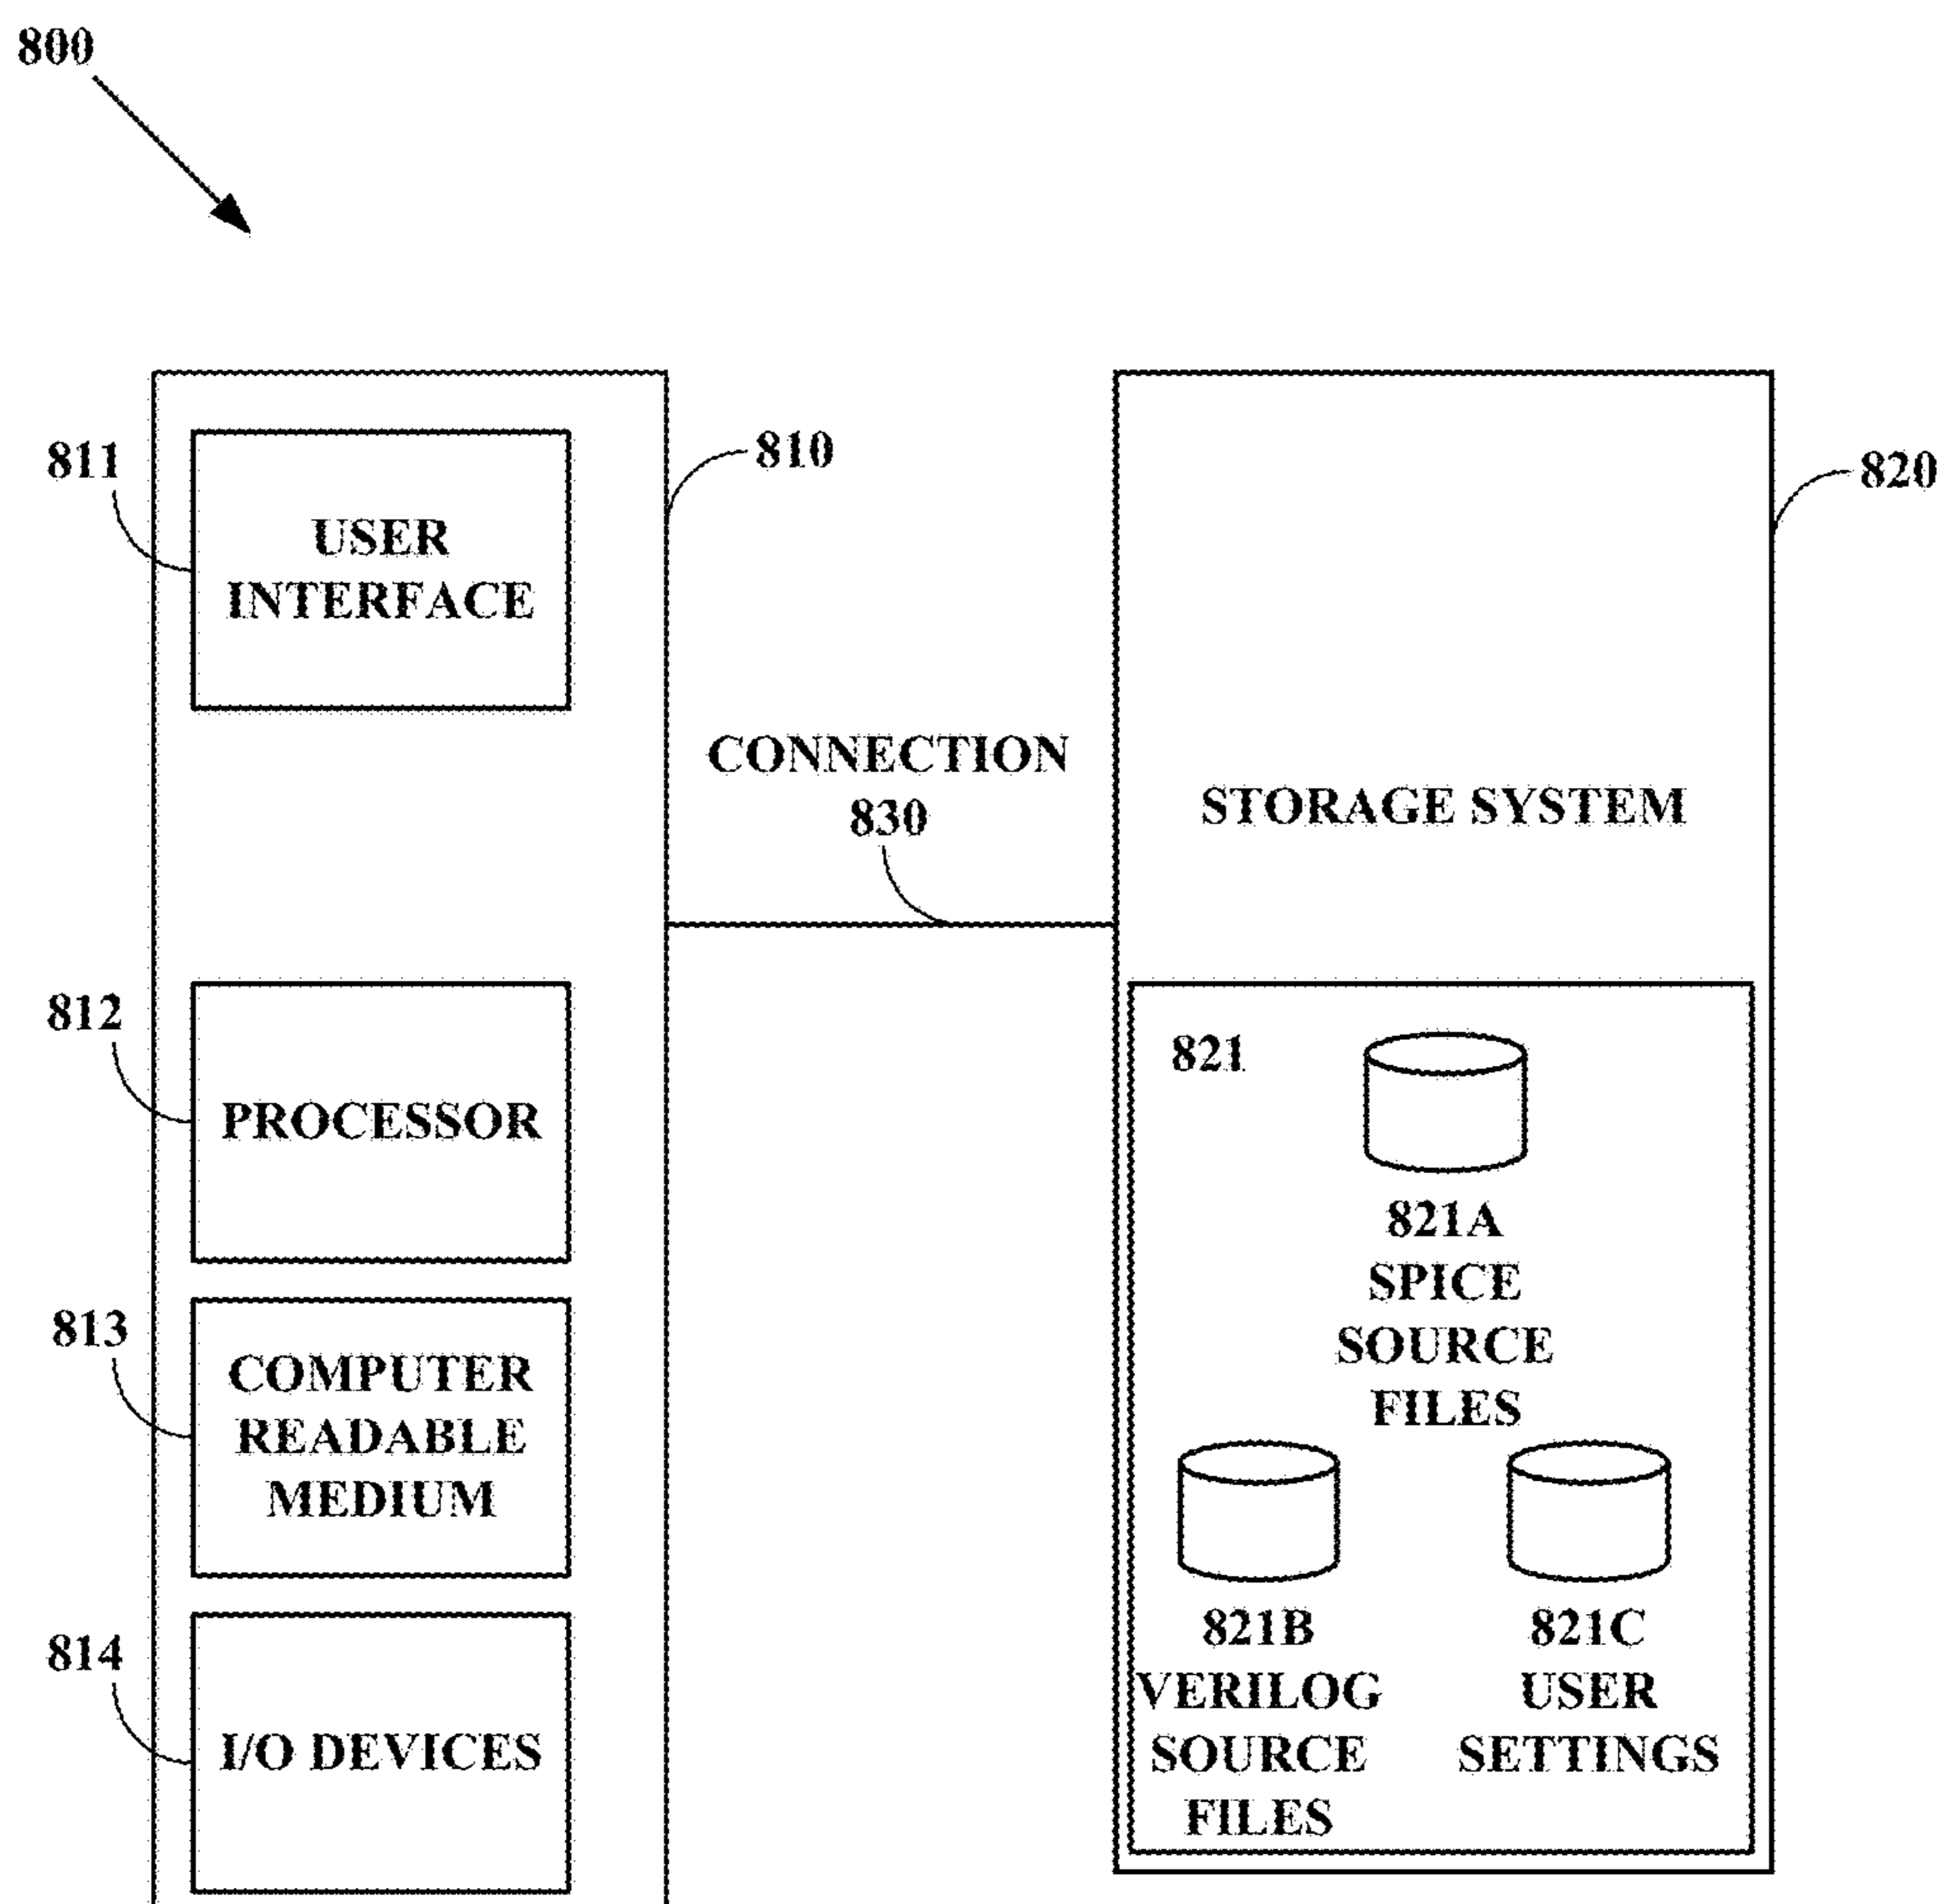 800
811
USER
INTERFACE
810
820
CONNECTION
830
STORAGE SYSTEM
812
PROCESSOR
813
COMPUTER
READABLE
MEDIUM
814
I/O DEVICES
821
821A
SPICE
SOURCE
FILES
821B
VERILOG
SOURCE
FILES
821C
USER
SETTINGS